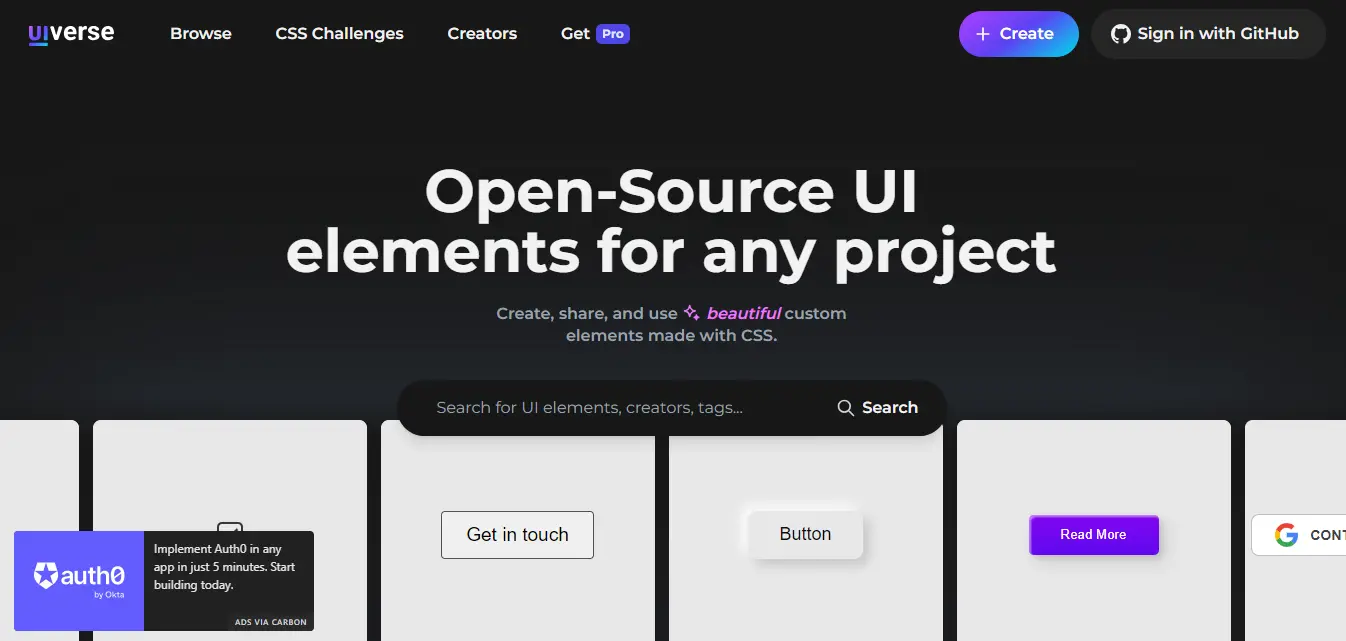 uiverse
Browse
CSS Challenges
Creators
Get Pro
+ Create
Sign in with GitHub
Open-Source UI
elements for any project
Create, share, and use beautiful custom
elements made with CSS.
Search for UI elements, creators, tags...
Search
Get in touch
Button
Read More
auth0
by Okta
Implement Auth0 in any
app in just 5 minutes. Start
building today.
ADS VIA CARBON